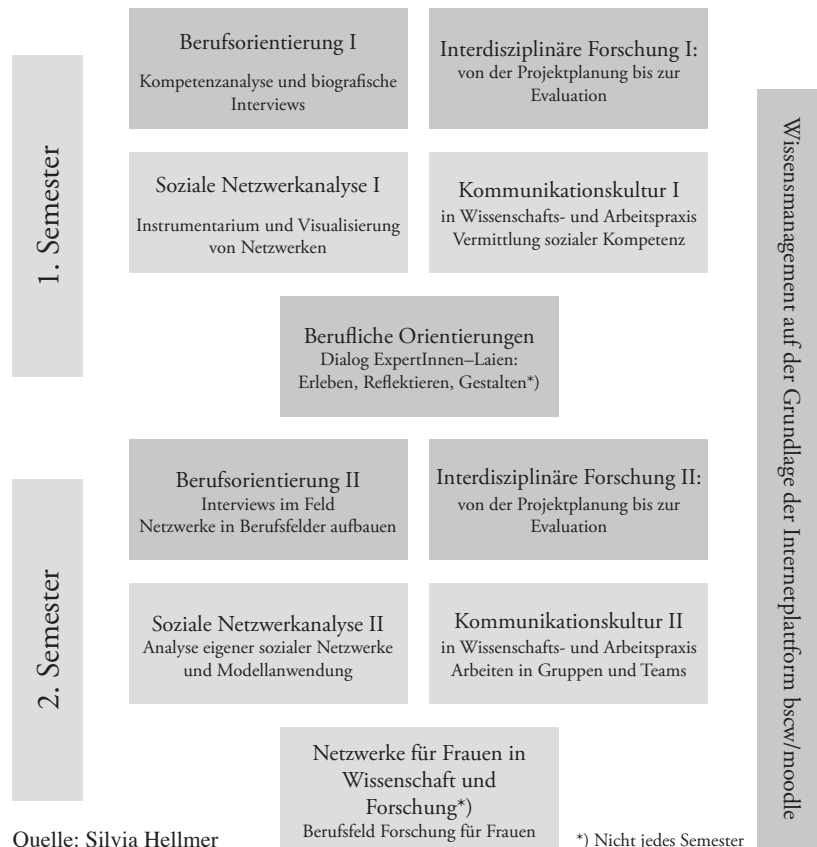 1. Semester
Berufsorientierung I
Kompetenzanalyse und biografische
Interviews
Interdisziplinäre Forschung I:
von der Projektplanung bis zur
Evaluation
Soziale Netzwerkanalyse I
Instrumentarium und Visualisierung
von Netzwerken
Kommunikationskultur I
in Wissenschafts- und Arbeitspraxis
Vermittlung sozialer Kompetenz
Berufliche Orientierungen
Dialog ExpertInnen–Laien:
Erleben, Reflektieren, Gestalten*)
2. Semester
Berufsorientierung II
Interviews im Feld
Netzwerke in Berufsfelder aufbauen
Interdisziplinäre Forschung II:
von der Projektplanung bis zur
Evaluation
Soziale Netzwerkanalyse II
Analyse eigener sozialer Netzwerke
und Modellanwendung
Kommunikationskultur II
in Wissenschafts- und Arbeitspraxis
Arbeiten in Gruppen und Teams
Netzwerke für Frauen in
Wissenschaft und
Forschung*)
Berufsfeld Forschung für Frauen
Wissensmanagement auf der Grundlage der Internetplattform bscw/moodle
Quelle: Silvia Hellmer
*) Nicht jedes Semester